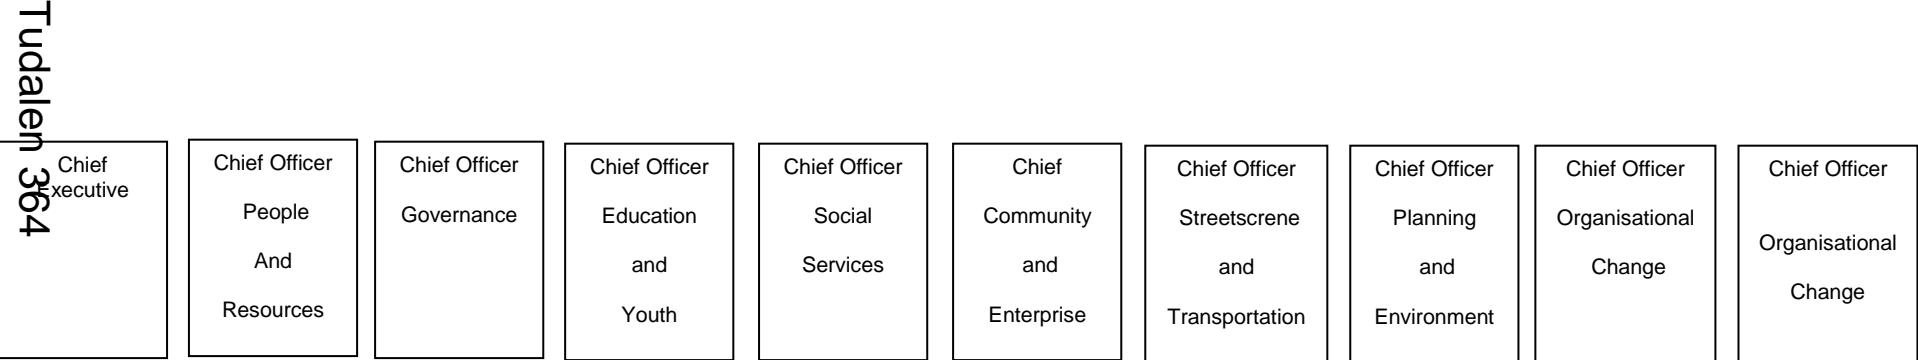 Tudalen 364
Chief
Executive
Chief Officer
People
And
Resources
Chief Officer
Governance
Chief Officer
Education
and
Youth
Chief Officer
Social
Services
Chief
Community
and
Enterprise
Chief Officer
Streetscrene
and
Transportation
Chief Officer
Planning
and
Environment
Chief Officer
Organisational
Change
Chief Officer
Organisational
Change